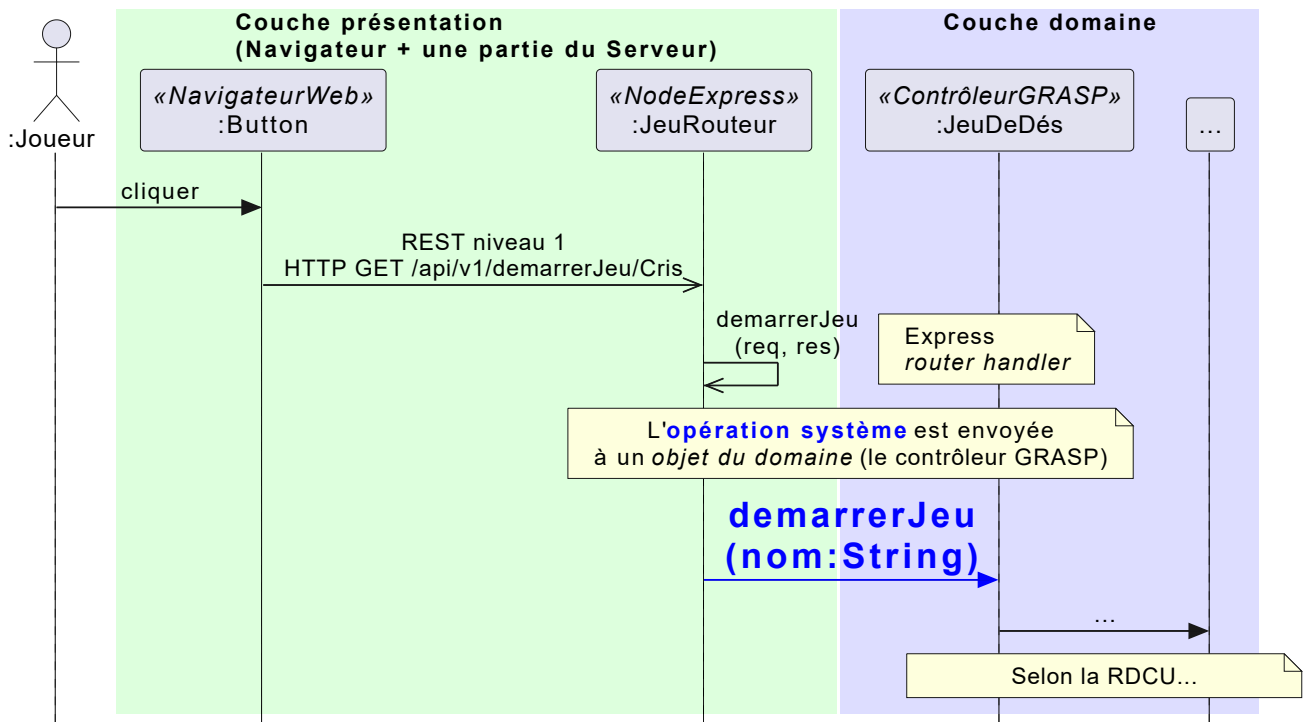 Couche présentation
(Navigateur + une partie du Serveur)
Couche domaine
:Joueur
«NavigateurWeb»
:Button
«NodeExpress»
:JeuRouteur
«ContrôleurGRASP»
:JeuDeDés
...
cliquer
REST niveau 1
HTTP GET /api/v1/demarrerJeu/Cris
demarrerJeu
(req, res)
Express
router handler
L'opération système est envoyée
à un objet du domaine (le contrôleur GRASP)
demarrerJeu
(nom:String)
...
Selon la RDCU...